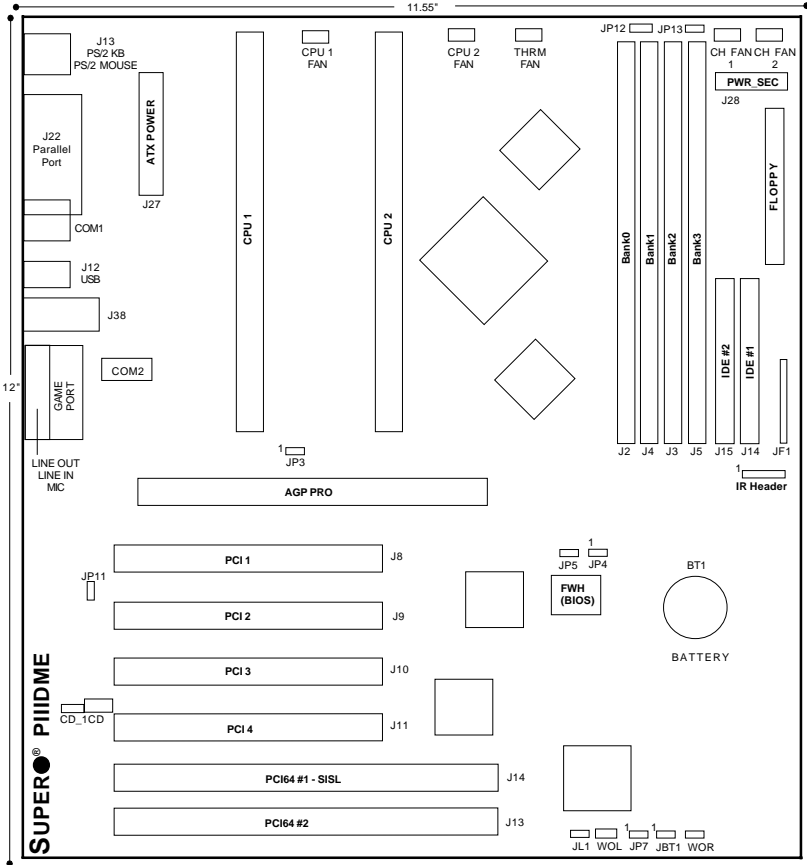 11.55"
J13
PS/2 KB
PS/2 MOUSE
CPU 1
FAN
CPU 2
FAN
THRM
FAN
JP12
JP13
CH FAN
1
CH FAN
2
PWR_SEC
J28
J22
Parallel
Port
ATX POWER
J27
CPU 1
CPU 2
Bank0
Bank1
Bank2
Bank3
FLOPPY
COM1
J12
USB
J38
COM2
GAME
PORT
12"
IDE #2
IDE #1
LINE OUT
LINE IN
MIC
1
JP3
J2
J4
J3
J5
J15
J14
JF1
1
IR Header
AGP PRO
PCI 1
J8
JP11
1
JP5
JP4
FWH
(BIOS)
BT1
BATTERY
PCI 2
J9
PCI 3
J10
CD_1
CD
PCI 4
J11
PCI64 #1 - SISL
J14
PCI64 #2
J13
SUPER® PIIIDME
1
1
JL1
WOL
JP7
JBT1
WOR